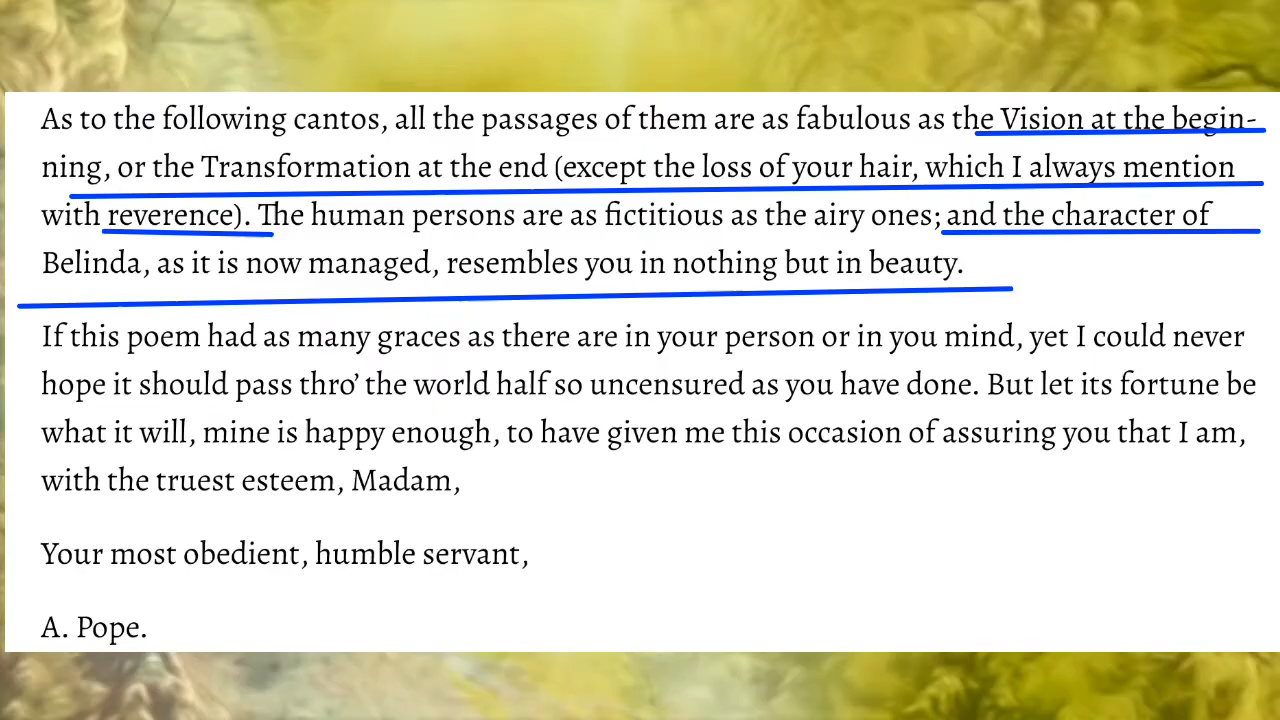 As to the following cantos, all the passages of them are as fabulous as the Vision at the begin-
ning, or the Transformation at the end (except the loss of your hair, which I always mention
with reverence). The human persons are as fictitious as the airy ones; and the character of
Belinda, as it is now managed, resembles you in nothing but in beauty.
If this poem had as many graces as there are in your person or in you mind, yet I could never
hope it should pass thro’ the world half so uncensured as you have done. But let its fortune be
what it will, mine is happy enough, to have given me this occasion of assuring you that I am,
with the truest esteem, Madam,
Your most obedient, humble servant,
A. Pope.